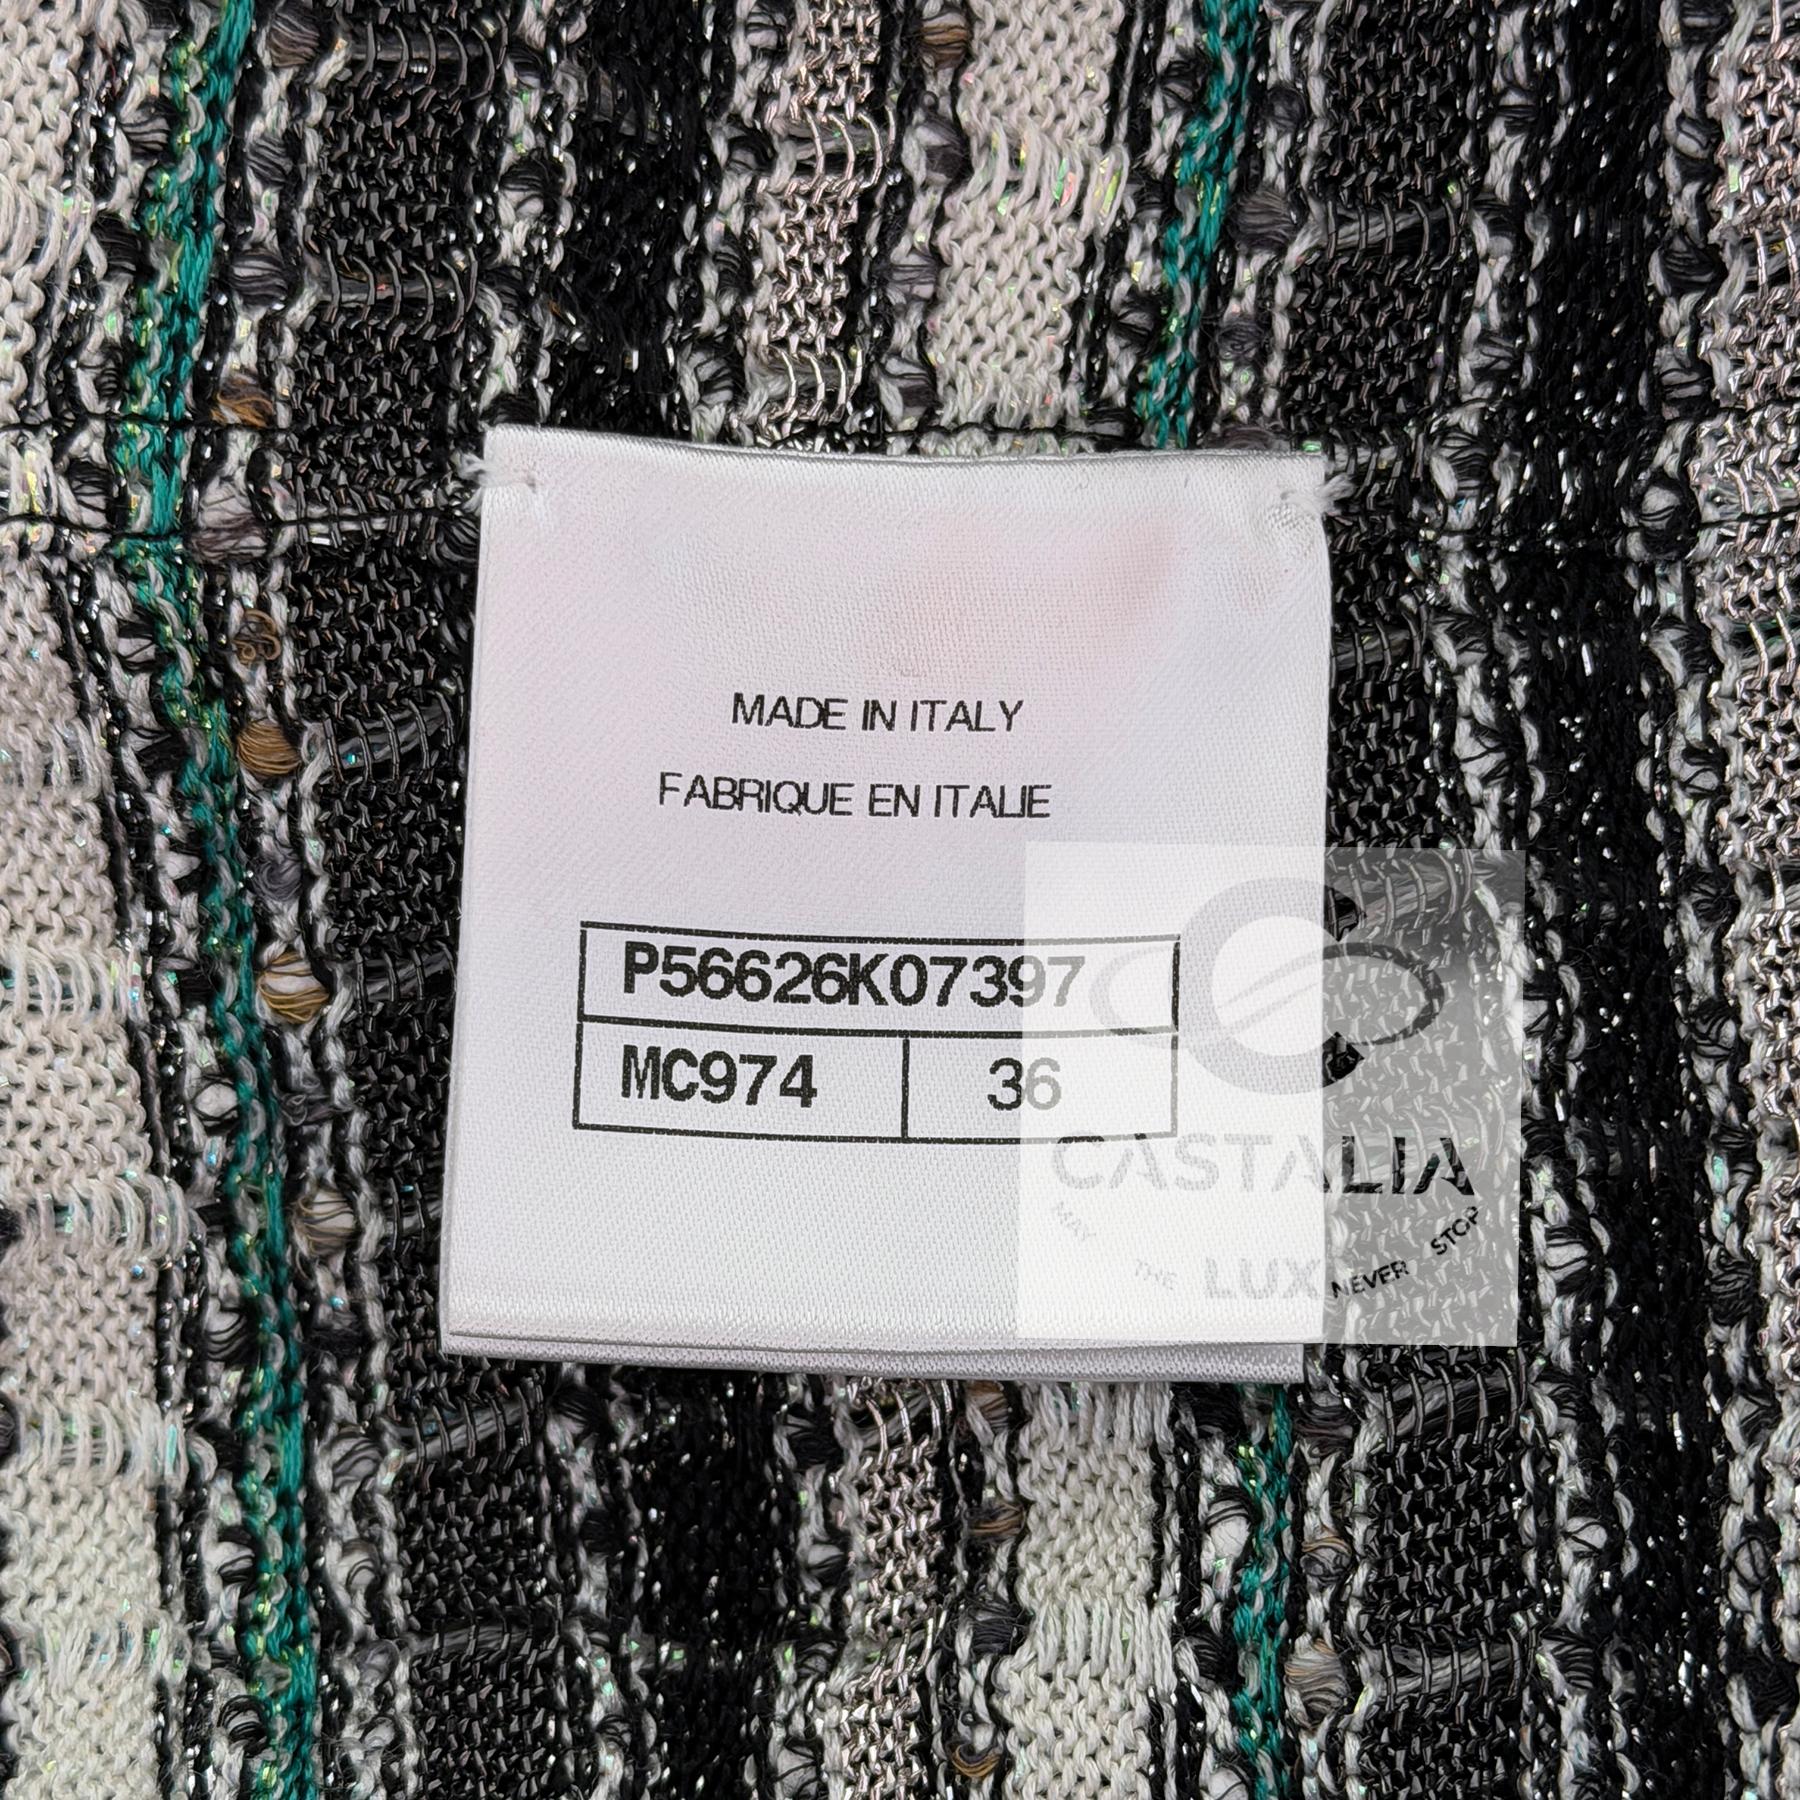 MADE IN ITALY
FABRIQUE EN ITALIE
P56626K07397
MC974 36
CASTALIA
MAY THE LUX NEVER STOP